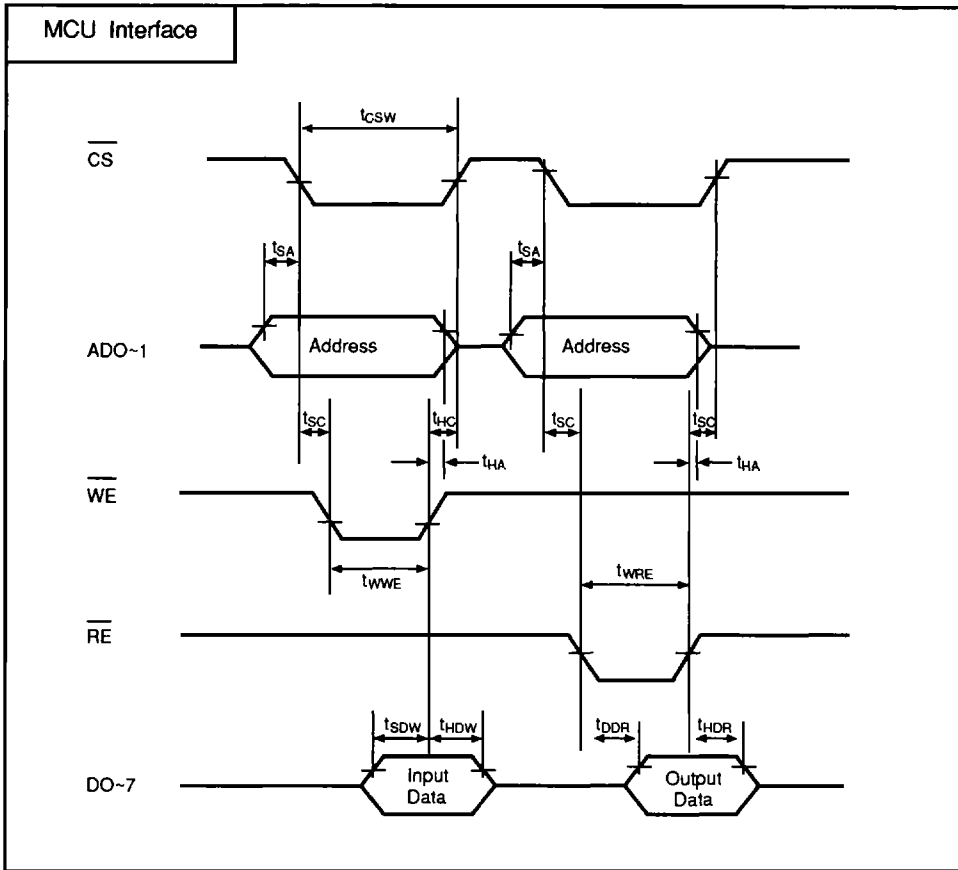 MCU Interface
tCSW
CS
tSA tSA
ADO~1 Address Address
tSC tHC tSC tSC
tHA tHA
WE
tWWE tWRE
RE
tSDW tHDW tDDR tHDR
DO~7 Input Data Output Data